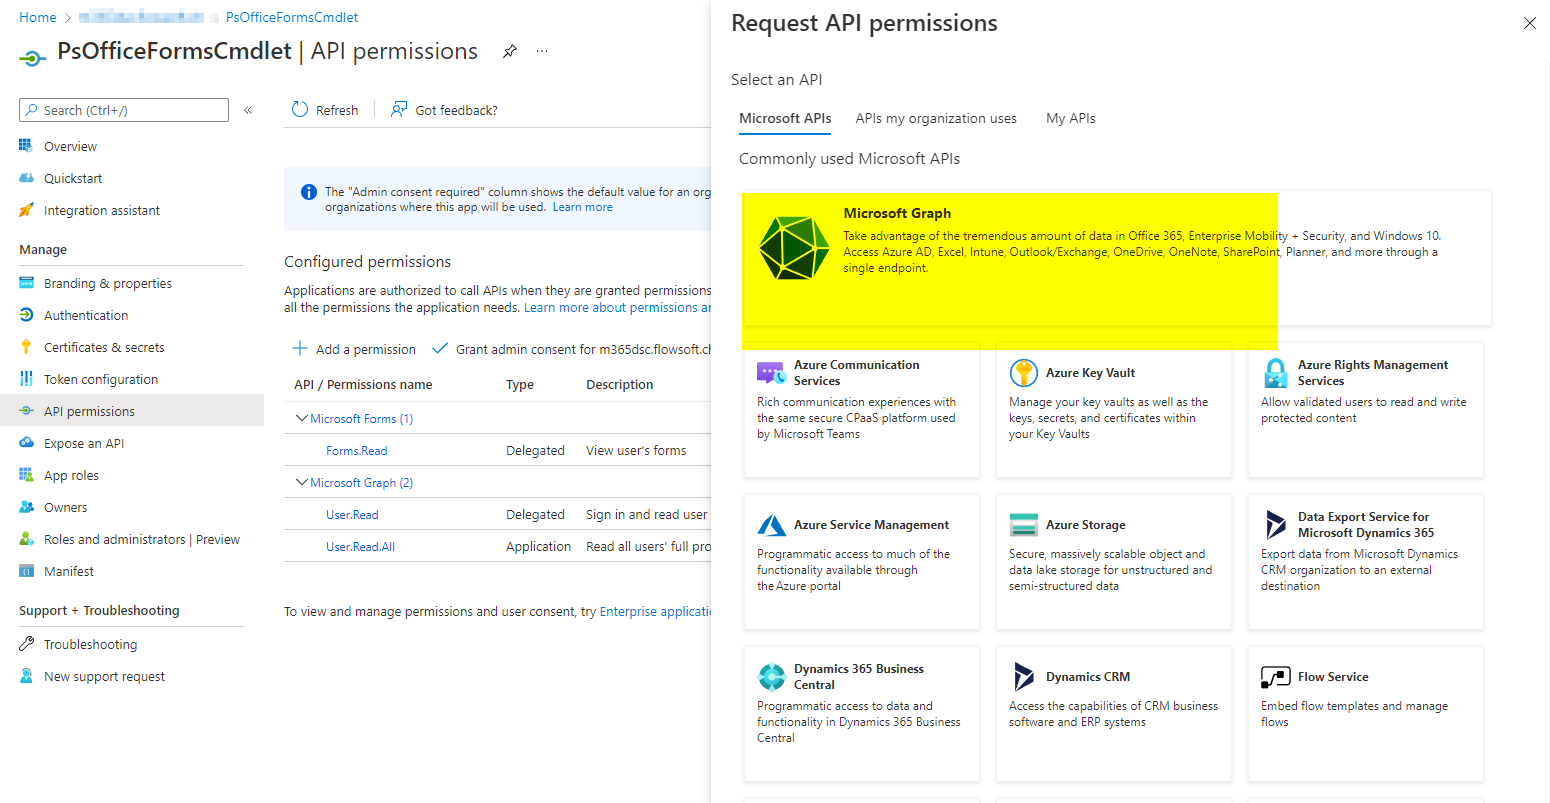 Home
PsOfficeFormsCmdlet
PsOfficeFormsCmdlet | API permissions
Search (Ctrl+/)
Overview
Quickstart
Integration assistant
Manage
Branding & properties
Authentication
Certificates & secrets
Token configuration
API permissions
Expose an API
App roles
Owners
Roles and administrators | Preview
Manifest
Support + Troubleshooting
Troubleshooting
New support request
Refresh
Got feedback?
The "Admin consent required" column shows the default value for an org
organizations where this app will be used. Learn more
Configured permissions
Applications are authorized to call APIs when they are granted permissions
all the permissions the application needs. Learn more about permissions an
Add a permission
Grant admin consent for m365dsc.flowsoft.ch
API / Permissions name Type Description
Microsoft Forms (1)
Forms.Read Delegated View user's forms
Microsoft Graph (2)
User.Read Delegated Sign in and read user
User.Read.All Application Read all users' full pro
To view and manage permissions and user consent, try Enterprise applicatio
Request API permissions
Select an API
Microsoft APIs APIs my organization uses My APIs
Commonly used Microsoft APIs
Microsoft Graph
Take advantage of the tremendous amount of data in Office 365, Enterprise Mobility + Security, and Windows 10.
Access Azure AD, Excel, Intune, Outlook/Exchange, OneDrive, OneNote, SharePoint, Planner, and more through a
single endpoint.
Azure Communication
Services
Rich communication experiences with
the same secure CPaaS platform used
by Microsoft Teams
Azure Key Vault
Manage your key vaults as well as the
keys, secrets, and certificates within
your Key Vaults
Azure Rights Management
Services
Allow validated users to read and write
protected content
Azure Service Management
Programmatic access to much of the
functionality available through
the Azure portal
Azure Storage
Secure, massively scalable object and
data lake storage for unstructured and
semi-structured data
Data Export Service for
Microsoft Dynamics 365
Export data from Microsoft Dynamics
CRM organization to an external
destination
Dynamics 365 Business
Central
Programmatic access to data and
functionality in Dynamics 365 Business
Central
Dynamics CRM
Access the capabilities of CRM business
software and ERP systems
Flow Service
Embed flow templates and manage
flows